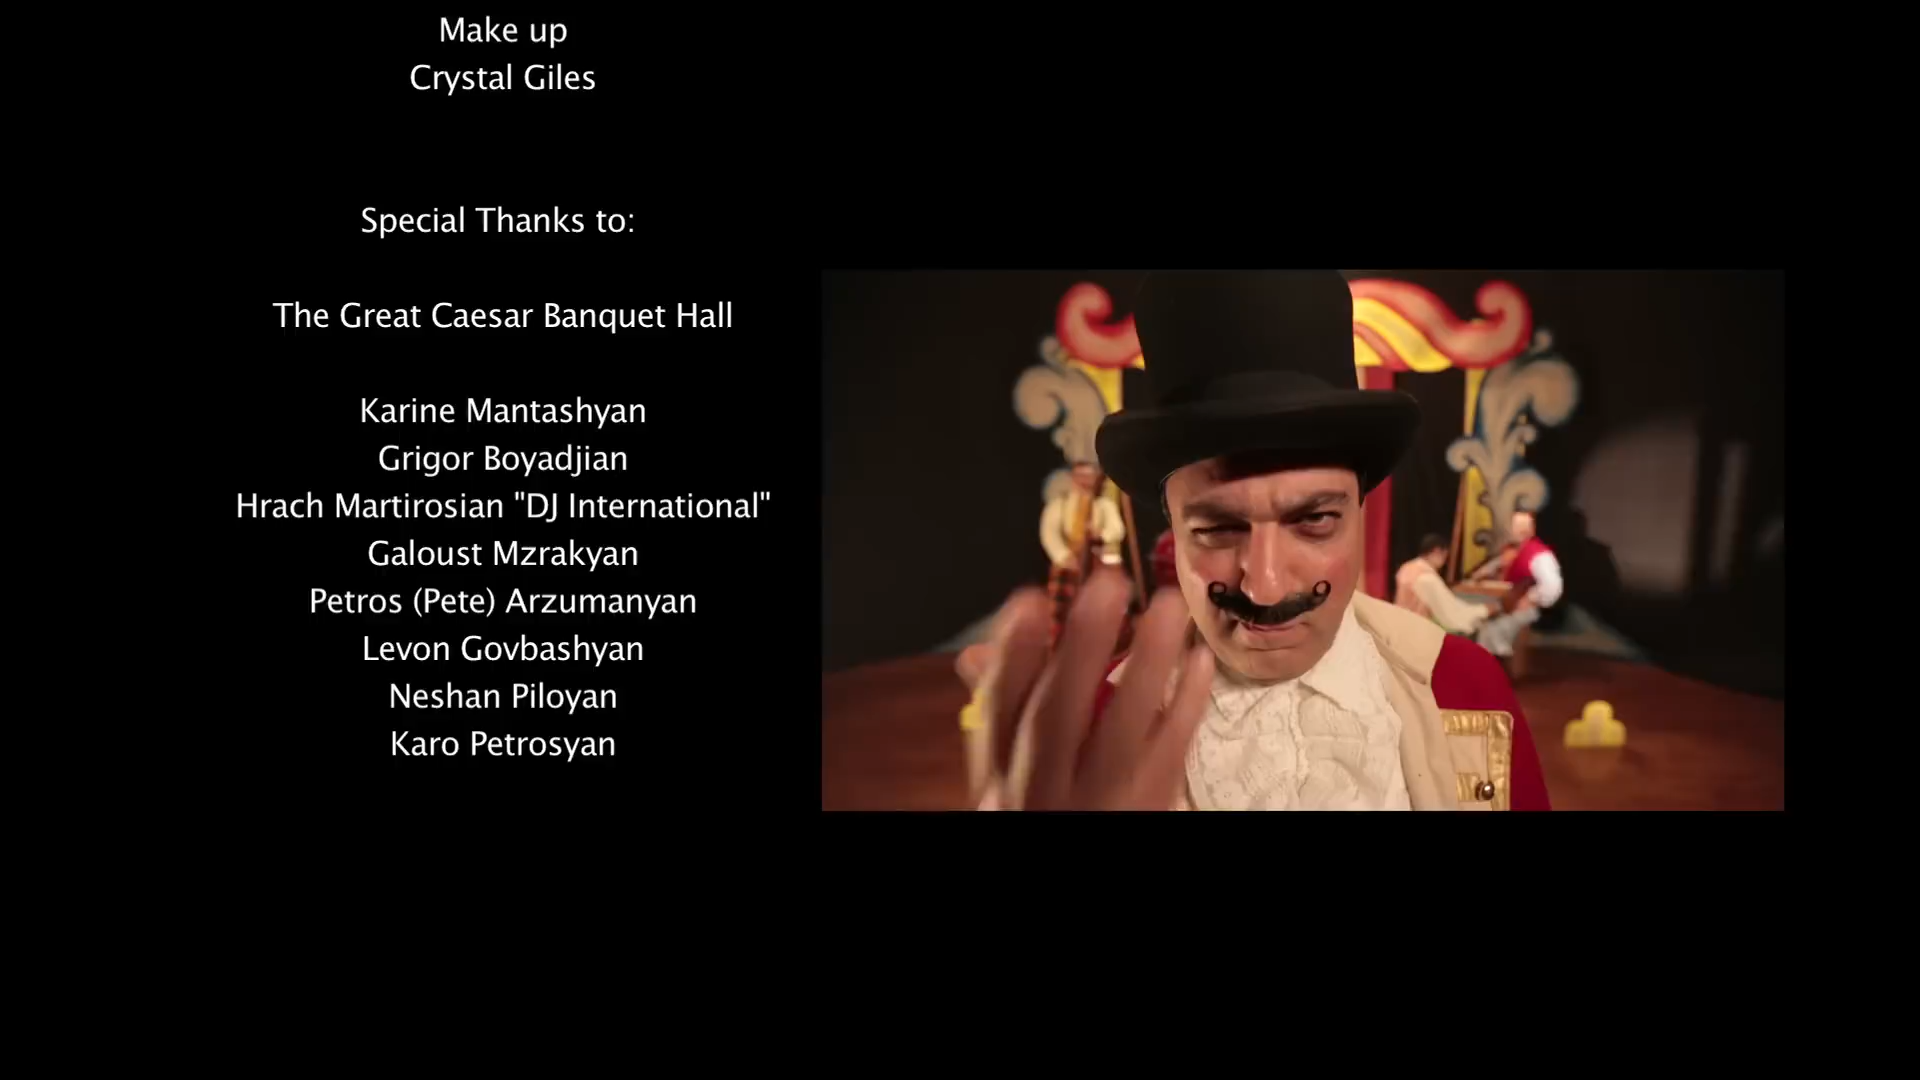 Make up
Crystal Giles
Special Thanks to:
The Great Caesar Banquet Hall
Karine Mantashyan
Grigor Boyadjian
Hrach Martirosian "DJ International"
Galoust Mzrakyan
Petros (Pete) Arzumanyan
Levon Govbashyan
Neshan Piloyan
Karo Petrosyan